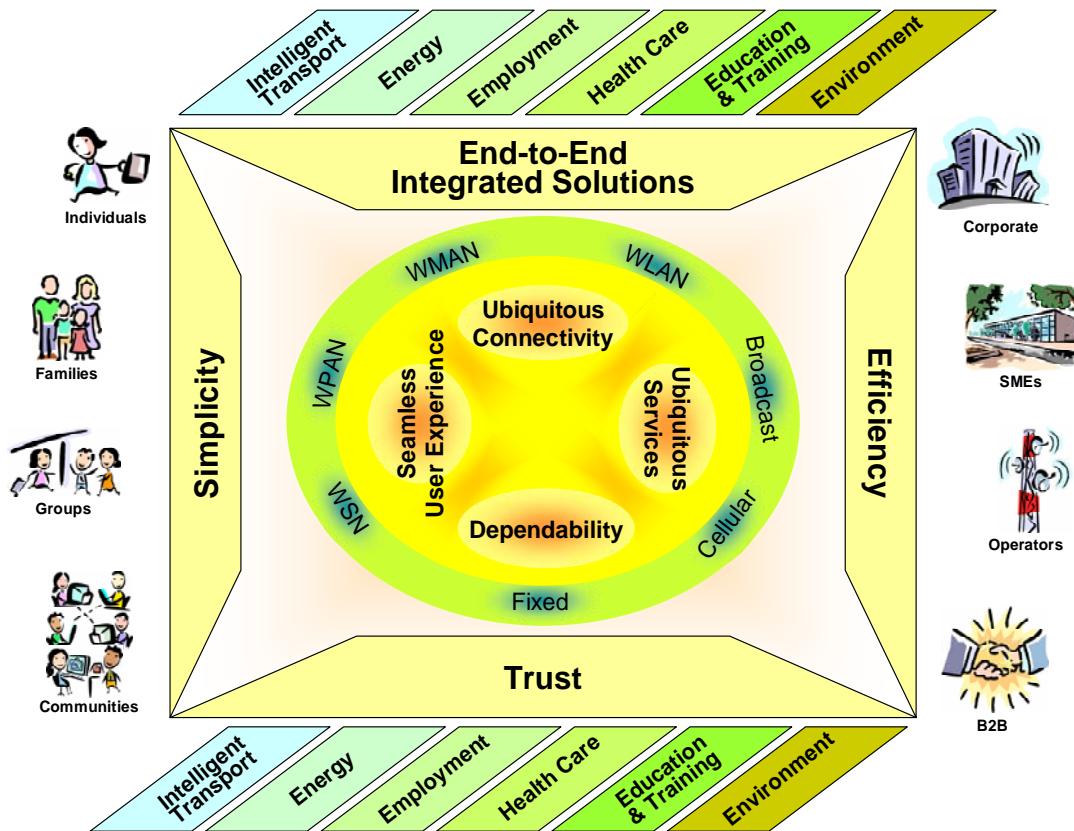 Intelligent
Transport
Energy
Employment
Health Care
Education
& Training
Environment
End-to-End
Integrated Solutions
Individuals
Families
Groups
Communities
Simplicity
WMAN
WLAN
WPAN
Broadcast
WSN
Cellular
Fixed
Ubiquitous
Connectivity
Seamless
User Experience
Ubiquitous
Services
Dependability
Efficiency
Corporate
SMEs
Operators
B2B
Trust
Intelligent
Transport
Energy
Employment
Health Care
Education
& Training
Environment